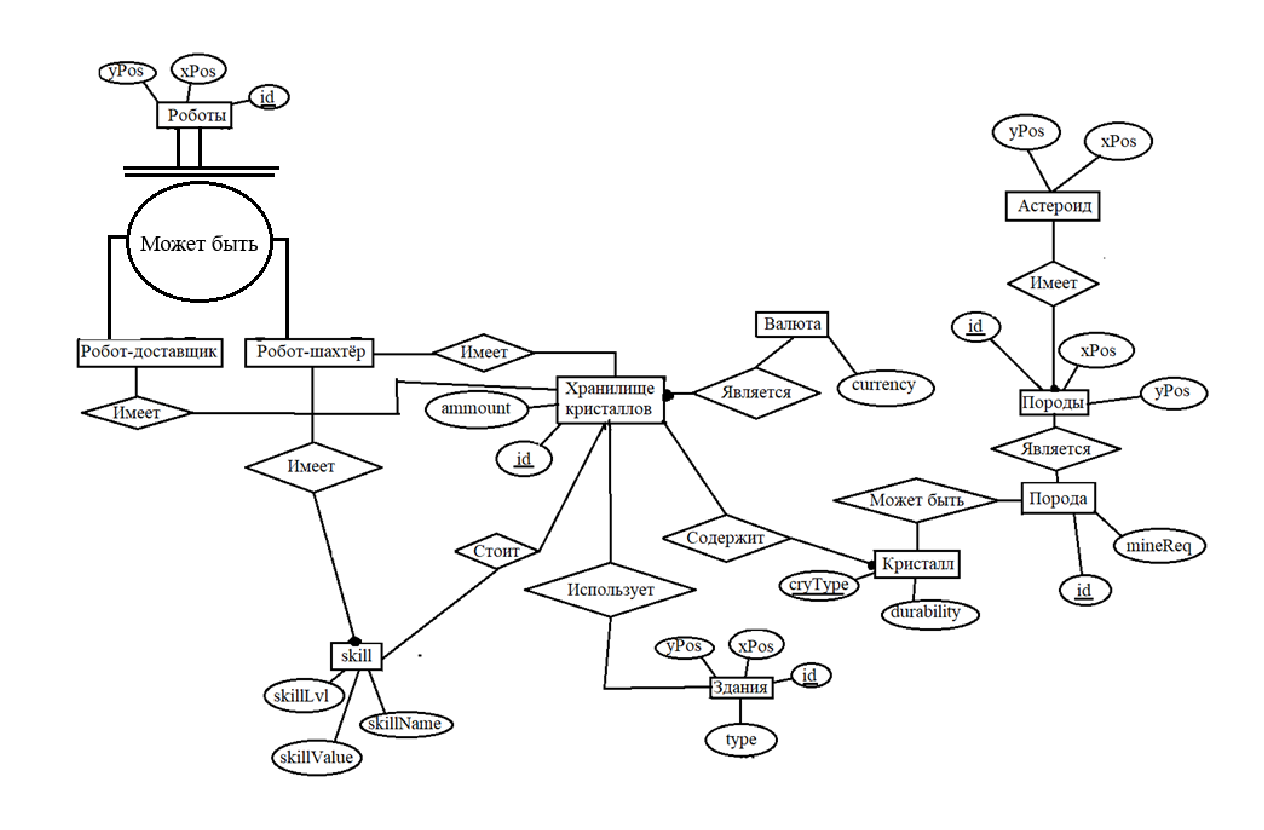 yPos
xPos
id
Роботы
Может быть
Робот-доставщик
Робот-шахтёр
Имеет
Имеет
Имеет
Хранилище
кристаллов
ammount
id
Валюта
currency
Является
yPos
xPos
Астероид
Имеет
id
xPos
yPos
Породы
Является
Порода
mineReq
id
Может быть
Кристалл
cryType
durability
Содержит
Стоит
Использует
skill
skillLvl
skillName
skillValue
yPos
xPos
id
Здания
type